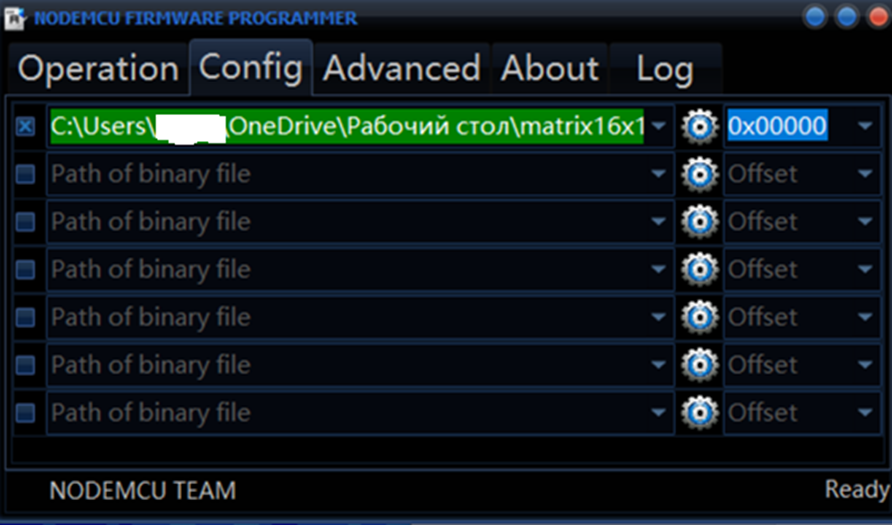 NODEMCU FIRMWARE PROGRAMMER
Operation Config Advanced About Log
C:\Users\ \OneDrive\Рабочий стол\matrix16x1 0x00000
Path of binary file Offset
Path of binary file Offset
Path of binary file Offset
Path of binary file Offset
Path of binary file Offset
Path of binary file Offset
NODEMCU TEAM Ready